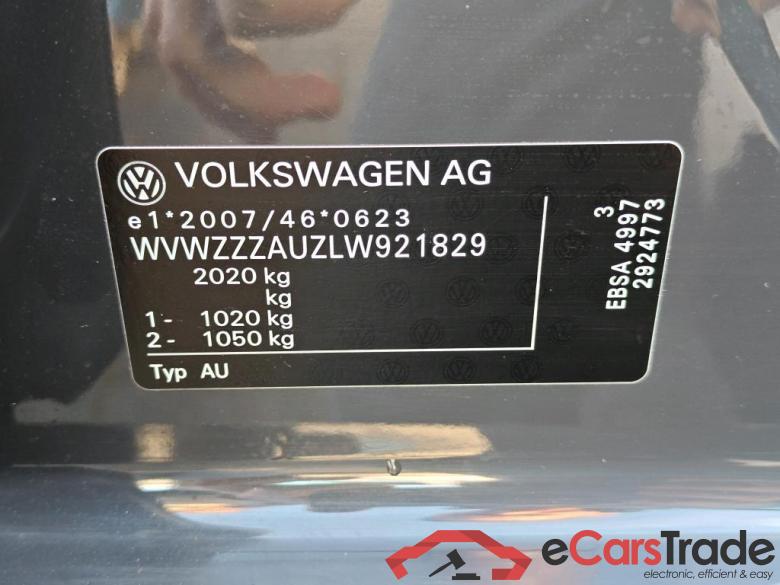 VOLKSWAGEN AG
e1*2007/46*0623
WVWZZZAUZLW921829
2020 kg
kg
1- 1020 kg
2- 1050 kg
Typ AU
3
EBSA 4997
2924773
eCarsTrade
electronic, efficient & easy